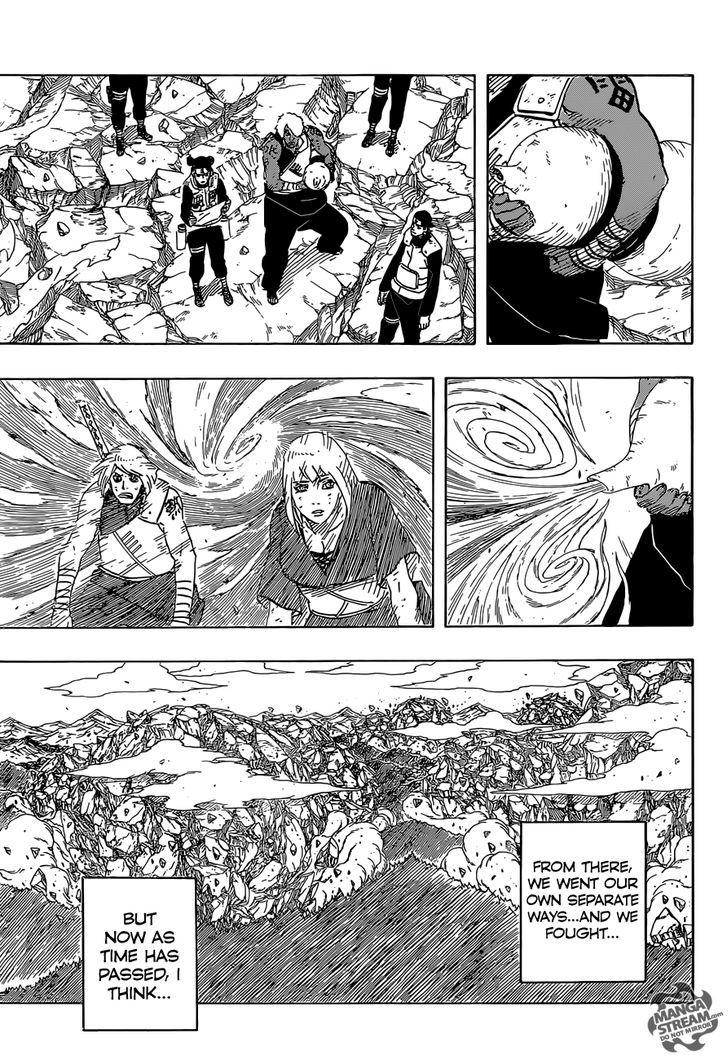 FROM THERE,
WE WENT OUR
OWN SEPARATE
WAYS...AND WE
FOUGHT...
BUT
NOW AS
TIME HAS
PASSED, I
THINK...
MANGA
STREAM.com
DO NOT MIRROR